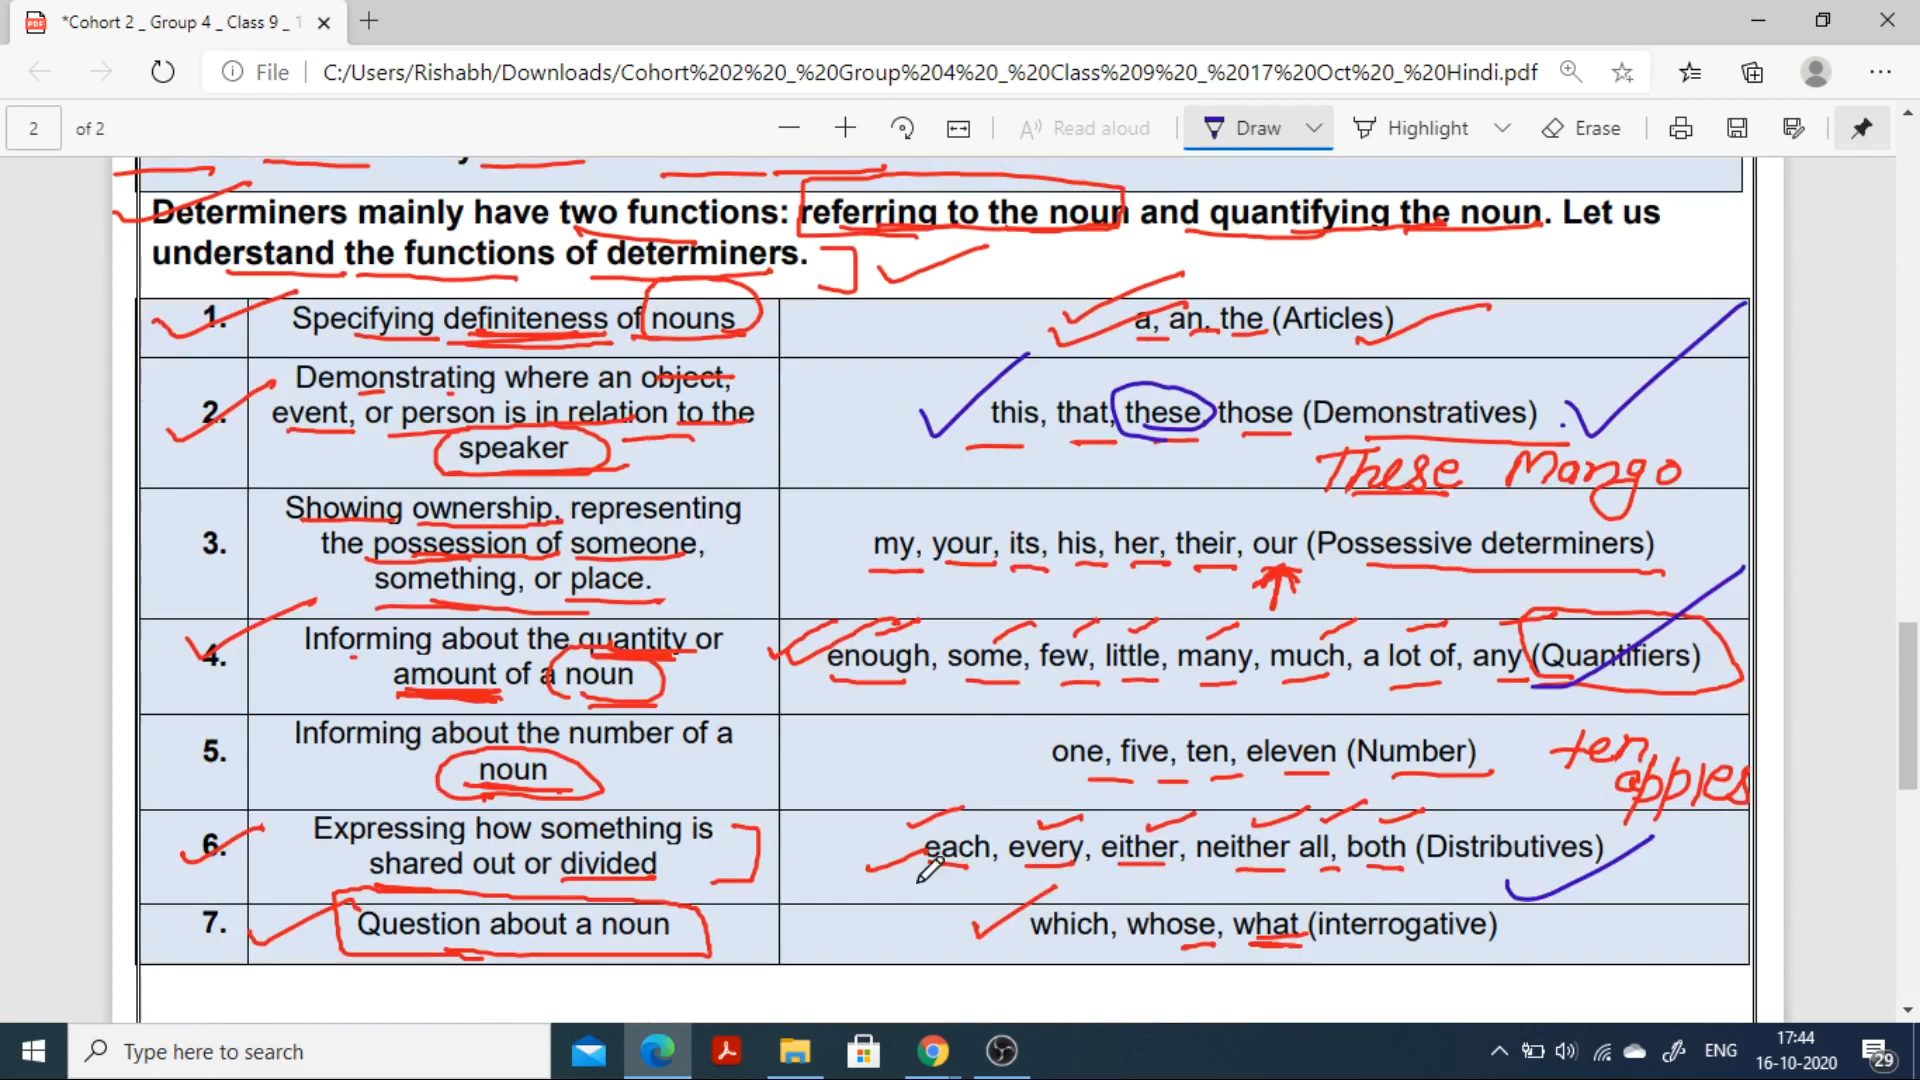 *Cohort 2 _ Group 4 _ Class 9 _ 1
File
C:/Users/Rishabh/Downloads/Cohort%202%20_%20Group%204%20_%20Class%209%20_%2017%20Oct%20_%20Hindi.pdf
2 of 2
Read aloud
Draw
Highlight
Erase
Determiners mainly have two functions: referring to the noun and quantifying the noun. Let us
understand the functions of determiners.
1. Specifying definiteness of nouns a, an, the (Articles)
2. Demonstrating where an object,
event, or person is in relation to the
speaker
this, that, these, those (Demonstratives)
These Mango
3. Showing ownership, representing
the possession of someone,
something, or place.
my, your, its, his, her, their, our (Possessive determiners)
4. Informing about the quantity or
amount of a noun
enough, some, few, little, many, much, a lot of, any (Quantifiers)
5. Informing about the number of a
noun
one, five, ten, eleven (Number)
ten
apples
6. Expressing how something is
shared out or divided
each, every, either, neither all, both (Distributives)
7. Question about a noun which, whose, what (interrogative)
Type here to search
ENG
17:44
16-10-2020
29